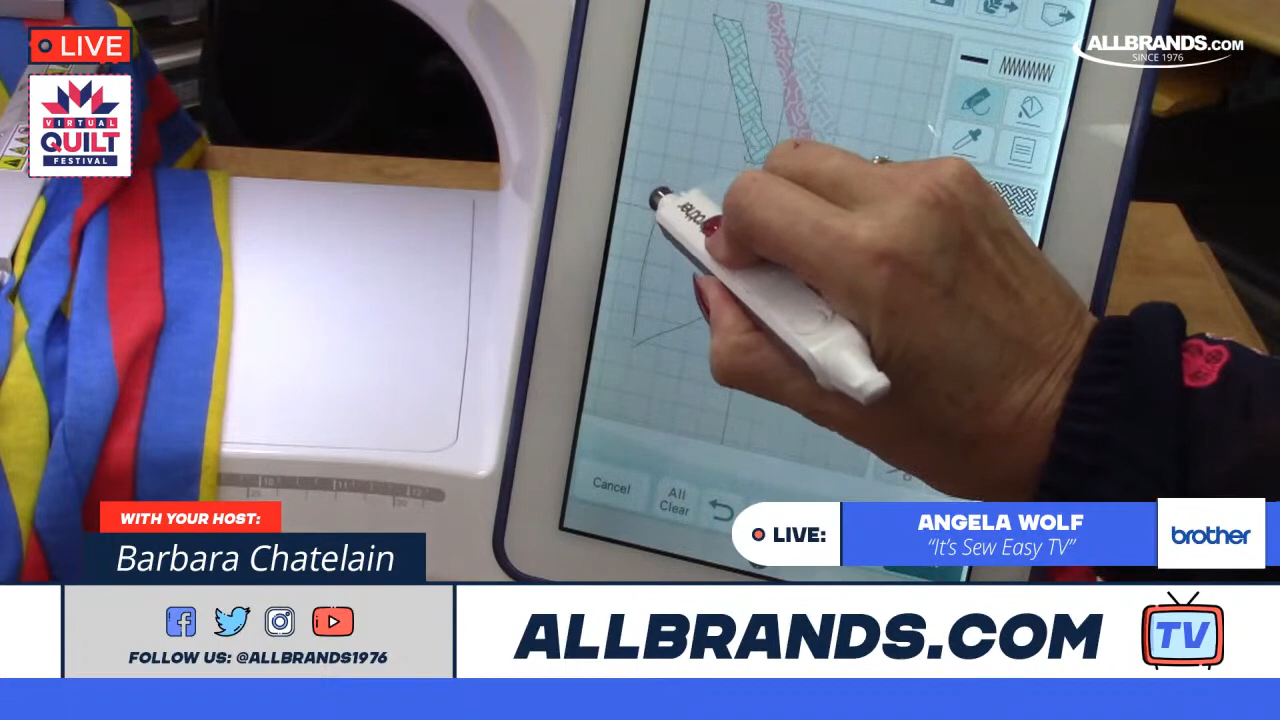 LIVE
VIRTUAL
QUILT
FESTIVAL
ALLBRANDS.COM
SINCE 1976
Cancel
All
Clear
WITH YOUR HOST:
Barbara Chatelain
LIVE:
ANGELA WOLF
"It's Sew Easy TV"
brother
FOLLOW US: @ALLBRANDS1976
ALLBRANDS.COM
TV